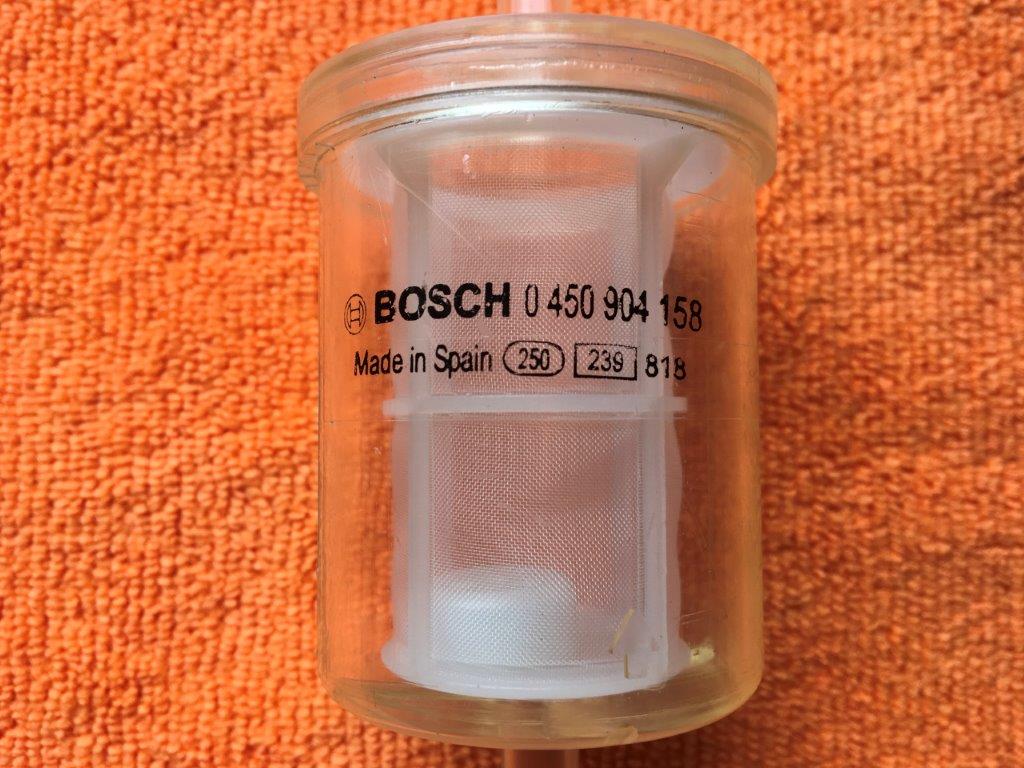 BOSCH 0 450 904 158
Made in Spain 250 239 818